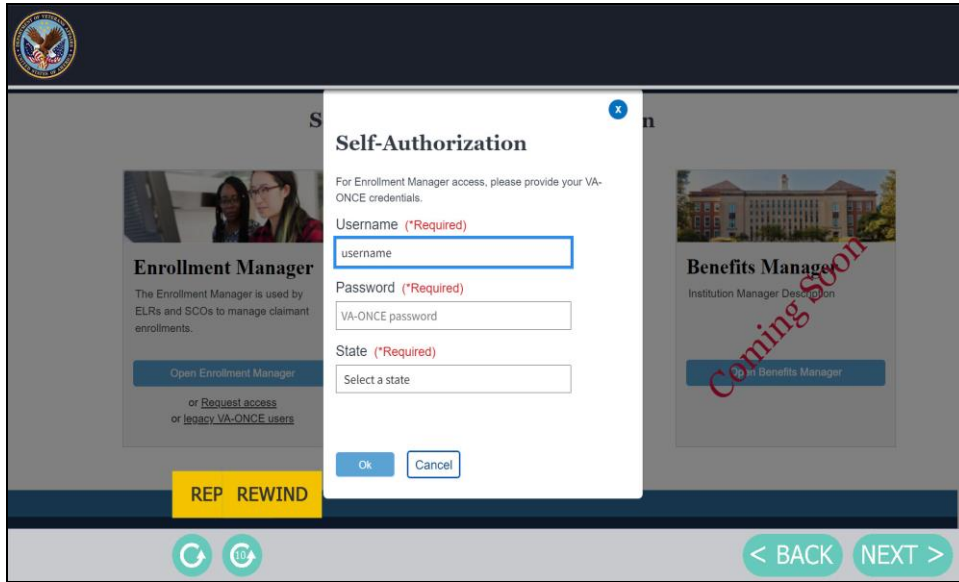 S
n
x
Self-Authorization
For Enrollment Manager access, please provide your VA-
ONCE credentials.
Username (*Required)
username
Password (*Required)
VA-ONCE password
State (*Required)
Select a state
Ok
Cancel
Enrollment Manager
The Enrollment Manager is used by
ELRs and SCOs to manage claimant
enrollments.
Open Enrollment Manager
or Request access
or legacy VA-ONCE users
Benefits Manager
Institution Manager Description
Open Benefits Manager
Coming Soon
REP REWIND
10
< BACK
NEXT >